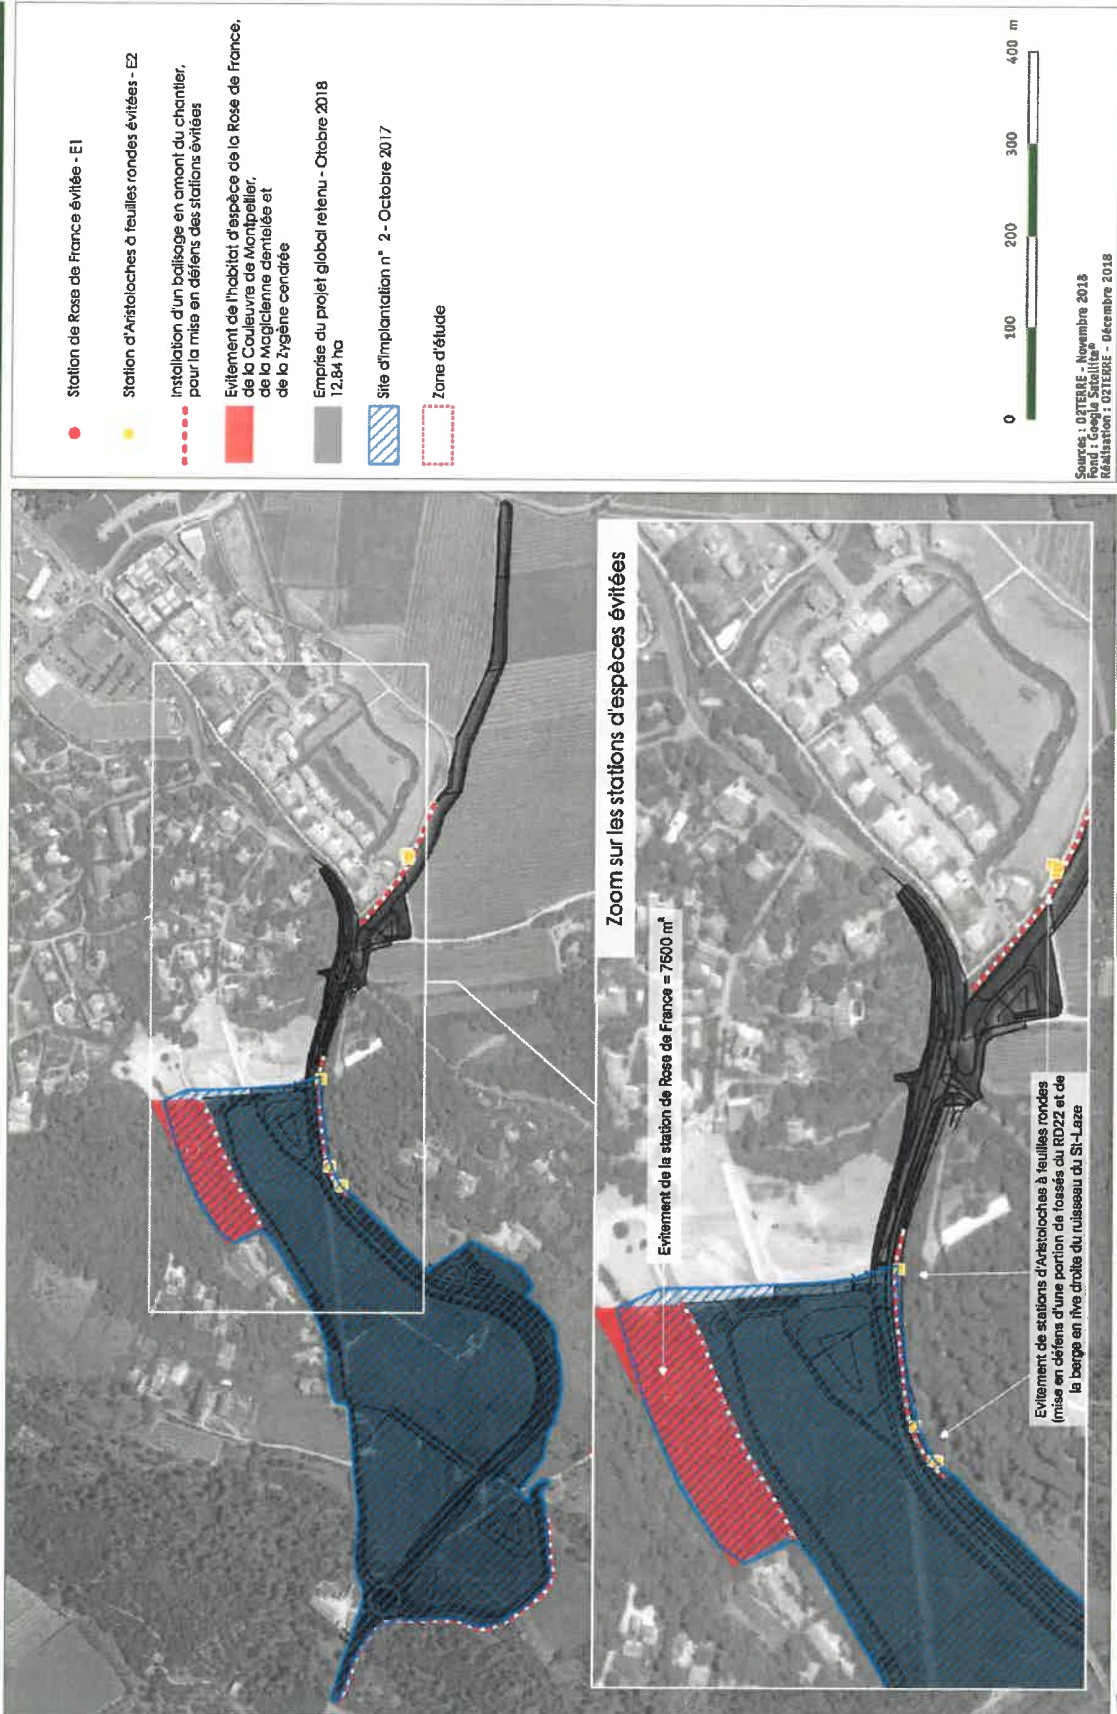 Station de Rose de France évitée - E1
Station d'Aristoloches à feuilles rondes évitées - E2
Installation d'un balisage en amont du chantier,
pour la mise en défens des stations évitées
Evitement de l'habitat d'espèce de la Rose de France,
de la Couleuvre de Montpellier,
de la Magicienne dentelée et
de la Zygène cendrée
Emprise du projet global retenu - Otobre 2018
12,84 ha
Site d'implantation n° 2 - Octobre 2017
Zone d'étude
0 100 200 300 400 m
Sources : O2TERRE - Novembre 2018
Fond : Google Satellite®
Réalisation : O2TERRE - Décembre 2018
Zoom sur les stations d'espèces évitées
Evitement de la station de Rose de France = 7600 m²
Evitement de stations d'Aristoloches à feuilles rondes
(mise en défens d'une portion de fossés du RD22 et de
la berge en rive droite du ruisseau du St-Laze